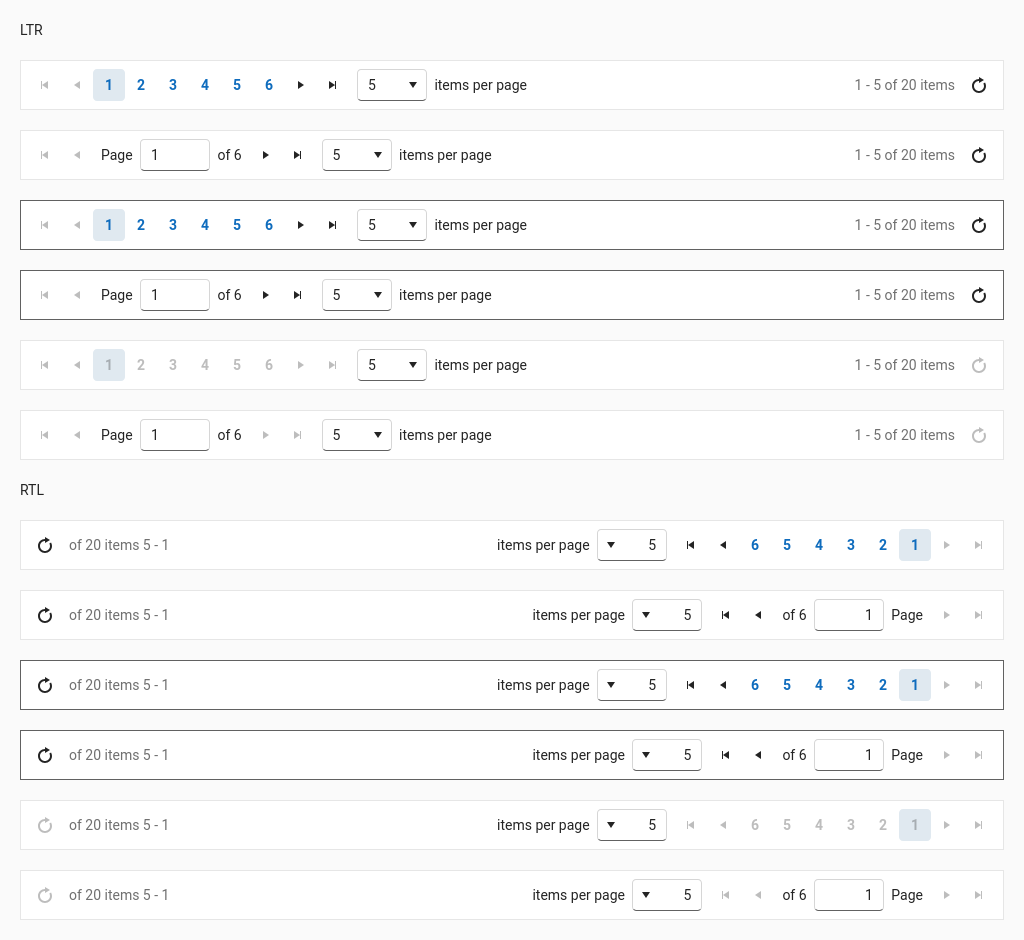 LTR
1 2 3 4 5 6 5 items per page 1 - 5 of 20 items
Page 1 of 6 5 items per page 1 - 5 of 20 items
1 2 3 4 5 6 5 items per page 1 - 5 of 20 items
Page 1 of 6 5 items per page 1 - 5 of 20 items
1 2 3 4 5 6 5 items per page 1 - 5 of 20 items
Page 1 of 6 5 items per page 1 - 5 of 20 items
RTL
of 20 items 5 - 1 items per page 5 6 5 4 3 2 1
of 20 items 5 - 1 items per page 5 of 6 1 Page
of 20 items 5 - 1 items per page 5 6 5 4 3 2 1
of 20 items 5 - 1 items per page 5 of 6 1 Page
of 20 items 5 - 1 items per page 5 6 5 4 3 2 1
of 20 items 5 - 1 items per page 5 of 6 1 Page